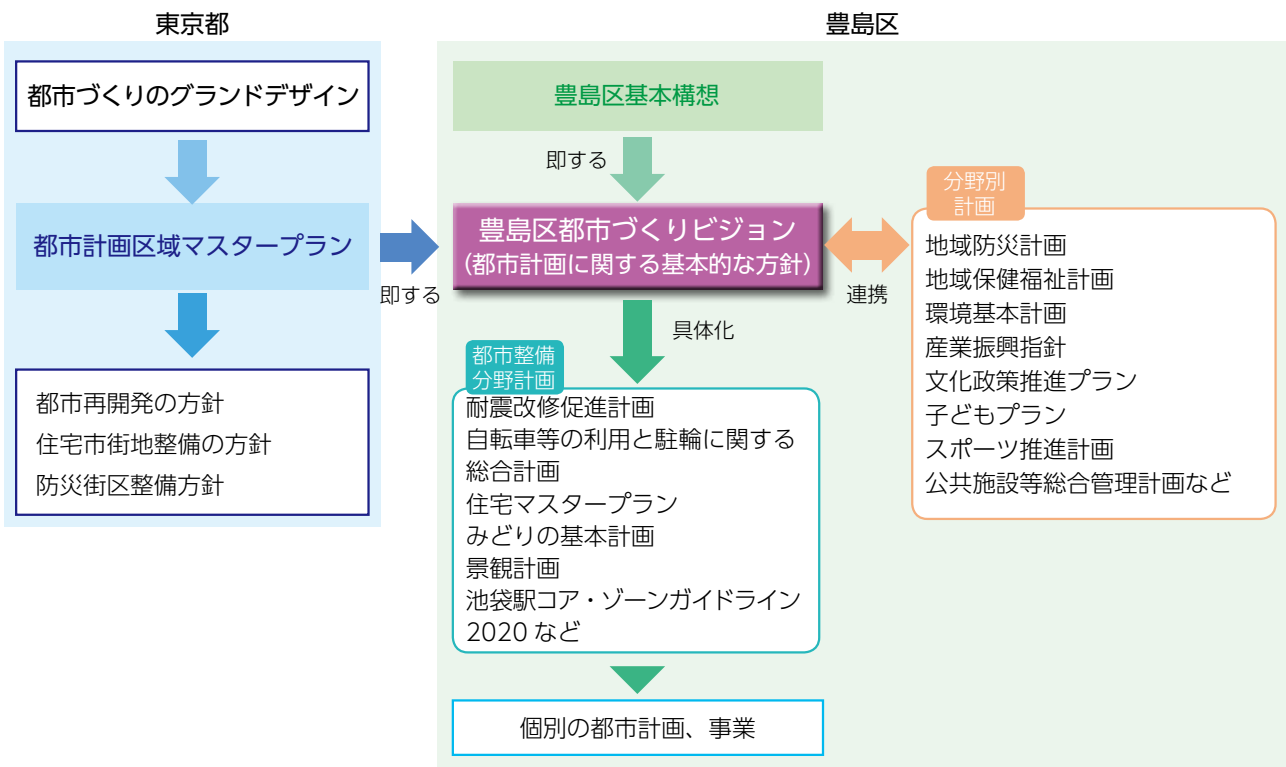 東京都
都市づくりのグランドデザイン
都市計画区域マスタープラン
即する
都市再開発の方針
住宅市街地整備の方針
防災街区整備方針
豊島区
豊島区基本構想
即する
豊島区都市づくりビジョン
(都市計画に関する基本的な方針)
連携
具体化
都市整備
分野計画
耐震改修促進計画
自転車等の利用と駐輪に関する
総合計画
住宅マスタープラン
みどりの基本計画
景観計画
池袋駅コア・ゾーンガイドライン
2020 など
個別の都市計画、事業
分野別
計画
地域防災計画
地域保健福祉計画
環境基本計画
産業振興指針
文化政策推進プラン
子どもプラン
スポーツ推進計画
公共施設等総合管理計画など